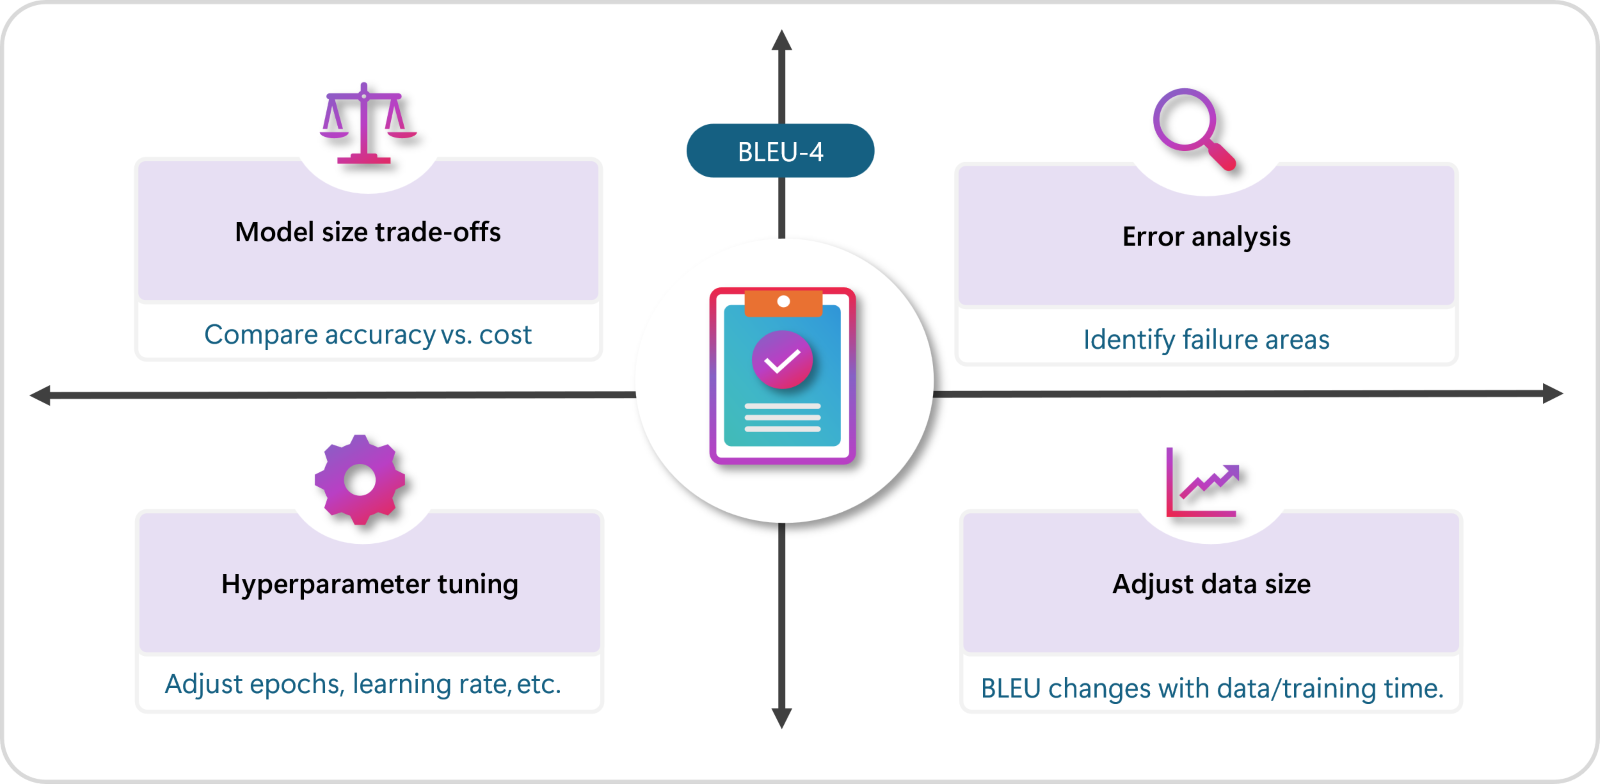 BLEU-4
Model size trade-offs
Compare accuracy vs. cost
Error analysis
Identify failure areas
Hyperparameter tuning
Adjust epochs, learning rate, etc.
Adjust data size
BLEU changes with data/training time.